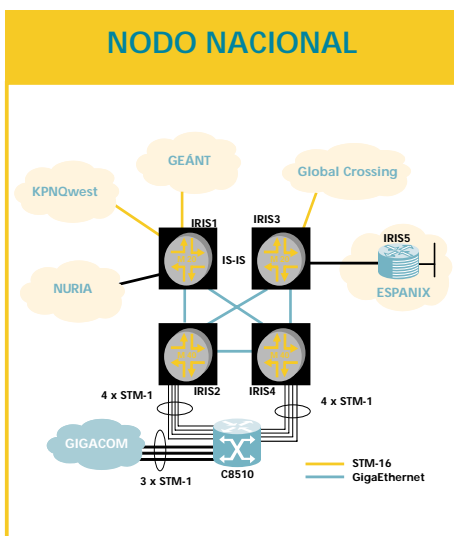 NODO NACIONAL
GEÁNT
Global Crossing
KPNQwest
IRIS1
IRIS3
IRIS5
IS-IS
NURIA
ESPANIX
IRIS2
IRIS4
4 x STM-1
4 x STM-1
GIGACOM
3 x STM-1
C8510
STM-16
GigaEthernet